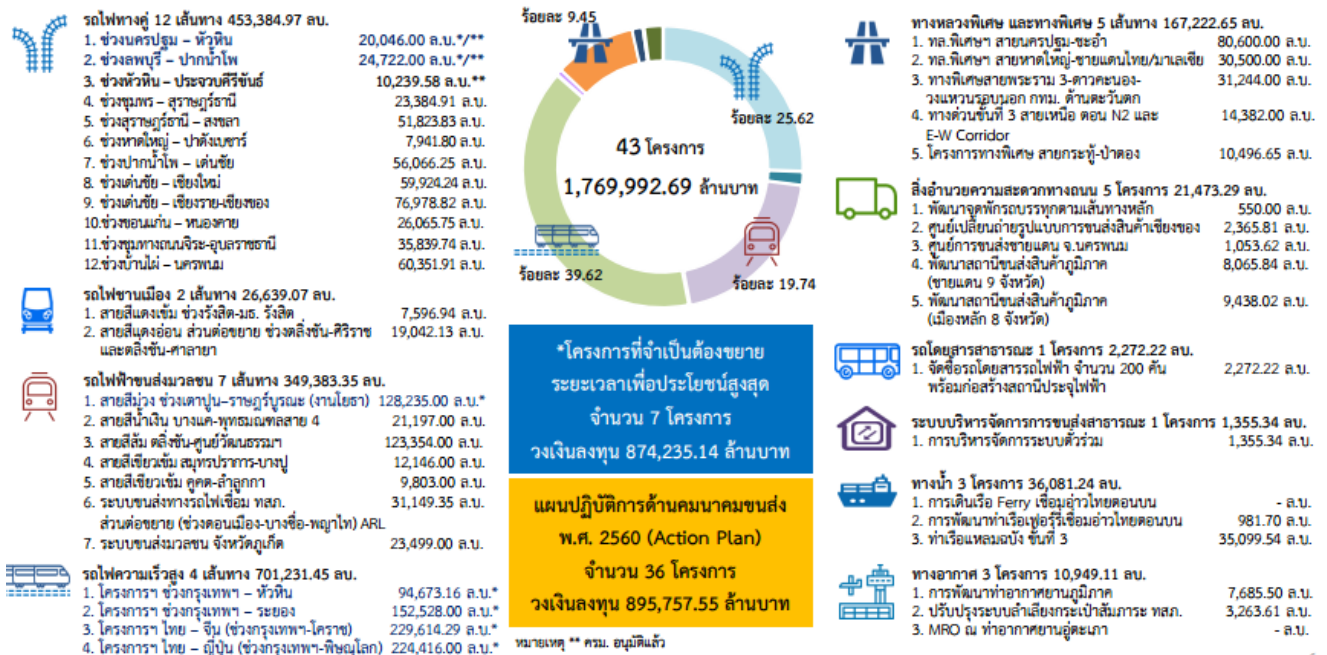 รถไฟทางคู่ 12 เส้นทาง 453,384.97 ลบ.
1. ช่วงนครปฐม – หัวหิน 20,046.00 ล.บ.*/**
2. ช่วงลพบุรี – ปากน้ำโพ 24,722.00 ล.บ.*/**
3. ช่วงหัวหิน – ประจวบคีรีขันธ์ 10,239.58 ล.บ.**
4. ช่วงชุมพร – สุราษฎร์ธานี 23,384.91 ล.บ.
5. ช่วงสุราษฎร์ธานี – สงขลา 51,823.83 ล.บ.
6. ช่วงหาดใหญ่ – ปาดังเบซาร์ 7,941.80 ล.บ.
7. ช่วงปากน้ำโพ – เด่นชัย 56,066.25 ล.บ.
8. ช่วงเด่นชัย – เชียงใหม่ 59,924.24 ล.บ.
9. ช่วงเด่นชัย – เชียงราย-เชียงของ 76,978.82 ล.บ.
10.ช่วงขอนแก่น – หนองคาย 26,065.75 ล.บ.
11.ช่วงชุมทางถนนจิระ-อุบลราชธานี 35,839.74 ล.บ.
12.ช่วงบ้านไผ่ – นครพนม 60,351.91 ล.บ.
รถไฟชานเมือง 2 เส้นทาง 26,639.07 ลบ.
1. สายสีแดงเข้ม ช่วงรังสิต-มธ. รังสิต 7,596.94 ล.บ.
2. สายสีแดงอ่อน ส่วนต่อขยาย ช่วงตลิ่งชัน-ศิริราช 19,042.13 ล.บ.
และตลิ่งชัน-ศาลายา
รถไฟฟ้าขนส่งมวลชน 7 เส้นทาง 349,383.35 ลบ.
1. สายสีม่วง ช่วงเตาปูน–ราษฎร์บูรณะ (งานโยธา) 128,235.00 ล.บ.*
2. สายสีน้ำเงิน บางแค-พุทธมณฑลสาย 4 21,197.00 ล.บ.
3. สายสีส้ม ตลิ่งชัน-ศูนย์วัฒนธรรมฯ 123,354.00 ลบ.
4. สายสีเขียวเข้ม สมุทรปราการ-บางปู 12,146.00 ล.บ.
5. สายสีเขียวเข้ม คูคต-ลำลูกกา 9,803.00 ล.บ.
6. ระบบขนส่งทางรถไฟเชื่อม ทสภ. 31,149.35 ล.บ.
ส่วนต่อขยาย (ช่วงดอนเมือง-บางซื่อ-พญาไท) ARL
7. ระบบขนส่งมวลชน จังหวัดภูเก็ต 23,499.00 ล.บ.
รถไฟความเร็วสูง 4 เส้นทาง 701,231.45 ลบ.
1. โครงการฯ ช่วงกรุงเทพฯ – หัวหิน 94,673.16 ล.บ.*
2. โครงการฯ ช่วงกรุงเทพฯ – ระยอง 152,528.00 ล.บ.*
3. โครงการฯ ไทย – จีน (ช่วงกรุงเทพฯ-โคราช) 229,614.29 ล.บ.*
4. โครงการฯ ไทย – ญี่ปุ่น (ช่วงกรุงเทพฯ-พิษณุโลก) 224,416.00 ล.บ.*
ร้อยละ 9.45
ร้อยละ 25.62
43 โครงการ
1,769,992.69 ล้านบาท
ร้อยละ 39.62
ร้อยละ 19.74
*โครงการที่จำเป็นต้องขยาย
ระยะเวลาเพื่อประโยชน์สูงสุด
จำนวน 7 โครงการ
วงเงินลงทุน 874,235.14 ล้านบาท
แผนปฏิบัติการด้านคมนาคมขนส่ง
พ.ศ. 2560 (Action Plan)
จำนวน 36 โครงการ
วงเงินลงทุน 895,757.55 ล้านบาท
หมายเหตุ ** ครม. อนุมัติแล้ว
ทางหลวงพิเศษ และทางพิเศษ 5 เส้นทาง 167,222.65 ลบ.
1. ทล.พิเศษฯ สายนครปฐม-ชะอำ 80,600.00 ล.บ.
2. ทล.พิเศษฯ สายหาดใหญ่-ชายแดนไทย/มาเลเซีย 30,500.00 ล.บ.
3. ทางพิเศษสายพระราม 3-ดาวคะนอง- 31,244.00 ล.บ.
วงแหวนรอบนอก กทม. ด้านตะวันตก
4. ทางด่วนขั้นที่ 3 สายเหนือ ตอน N2 และ 14,382.00 ล.บ.
E-W Corridor
5. โครงการทางพิเศษ สายกระทู้-ป่าตอง 10,496.65 ล.บ.
สิ่งอำนวยความสะดวกทางถนน 5 โครงการ 21,473.29 ลบ.
1. พัฒนาจุดพักรถบรรทุกตามเส้นทางหลัก 550.00 ล.บ.
2. ศูนย์เปลี่ยนถ่ายรูปแบบการขนส่งสินค้าเชียงของ 2,365.81 ล.บ.
3. ศูนย์การขนส่งชายแดน จ.นครพนม 1,053.62 ล.บ.
4. พัฒนาสถานีขนส่งสินค้าภูมิภาค 8,065.84 ล.บ.
(ชายแดน 9 จังหวัด)
5. พัฒนาสถานีขนส่งสินค้าภูมิภาค 9,438.02 ล.บ.
(เมืองหลัก 8 จังหวัด)
รถโดยสารสาธารณะ 1 โครงการ 2,272.22 ลบ.
1. จัดซื้อรถโดยสารรถไฟฟ้า จำนวน 200 คัน 2,272.22 ล.บ.
พร้อมก่อสร้างสถานีประจุไฟฟ้า
ระบบบริหารจัดการการขนส่งสาธารณะ 1 โครงการ 1,355.34 ลบ.
1. การบริหารจัดการระบบตั๋วร่วม 1,355.34 ล.บ.
ทางน้ำ 3 โครงการ 36,081.24 ลบ.
1. การเดินเรือ Ferry เชื่อมอ่าวไทยตอนบน - ล.บ.
2. การพัฒนาท่าเรือเฟอร์รี่เชื่อมอ่าวไทยตอนบน 981.70 ล.บ.
3. ท่าเรือแหลมฉบัง ขั้นที่ 3 35,099.54 ล.บ.
ทางอากาศ 3 โครงการ 10,949.11 ลบ.
1. การพัฒนาท่าอากาศยานภูมิภาค 7,685.50 ล.บ.
2. ปรับปรุงระบบลำเลียงกระเป๋าสัมภาระ ทสภ. 3,263.61 ล.บ.
3. MRO ณ ท่าอากาศยานอู่ตะเภา - ล.บ.